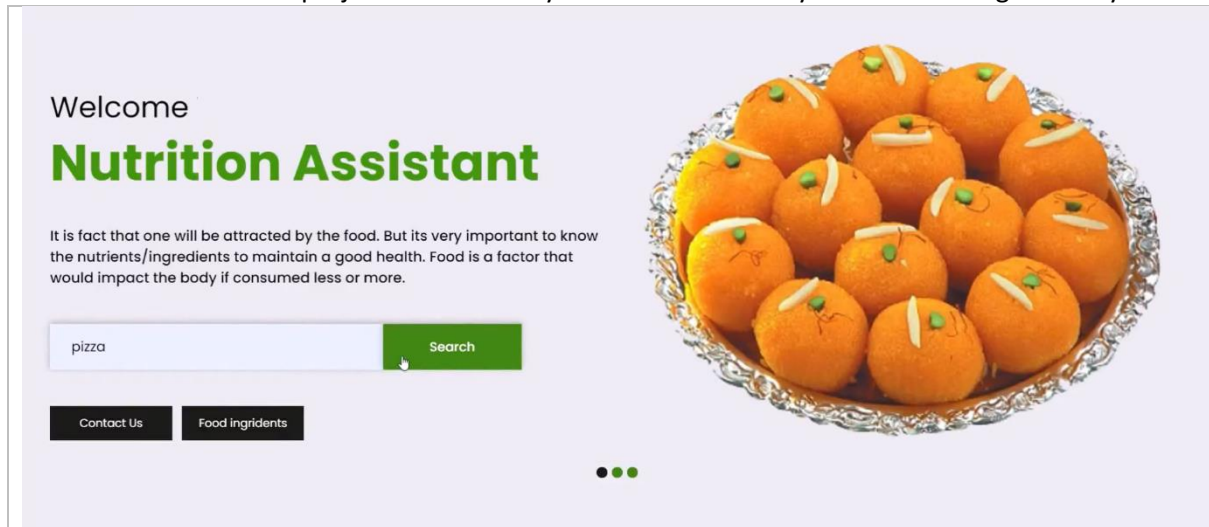 Welcome
Nutrition Assistant
It is fact that one will be attracted by the food. But its very important to know
the nutrients/ingredients to maintain a good health. Food is a factor that
would impact the body if consumed less or more.
pizza
Search
Contact Us
Food ingridents